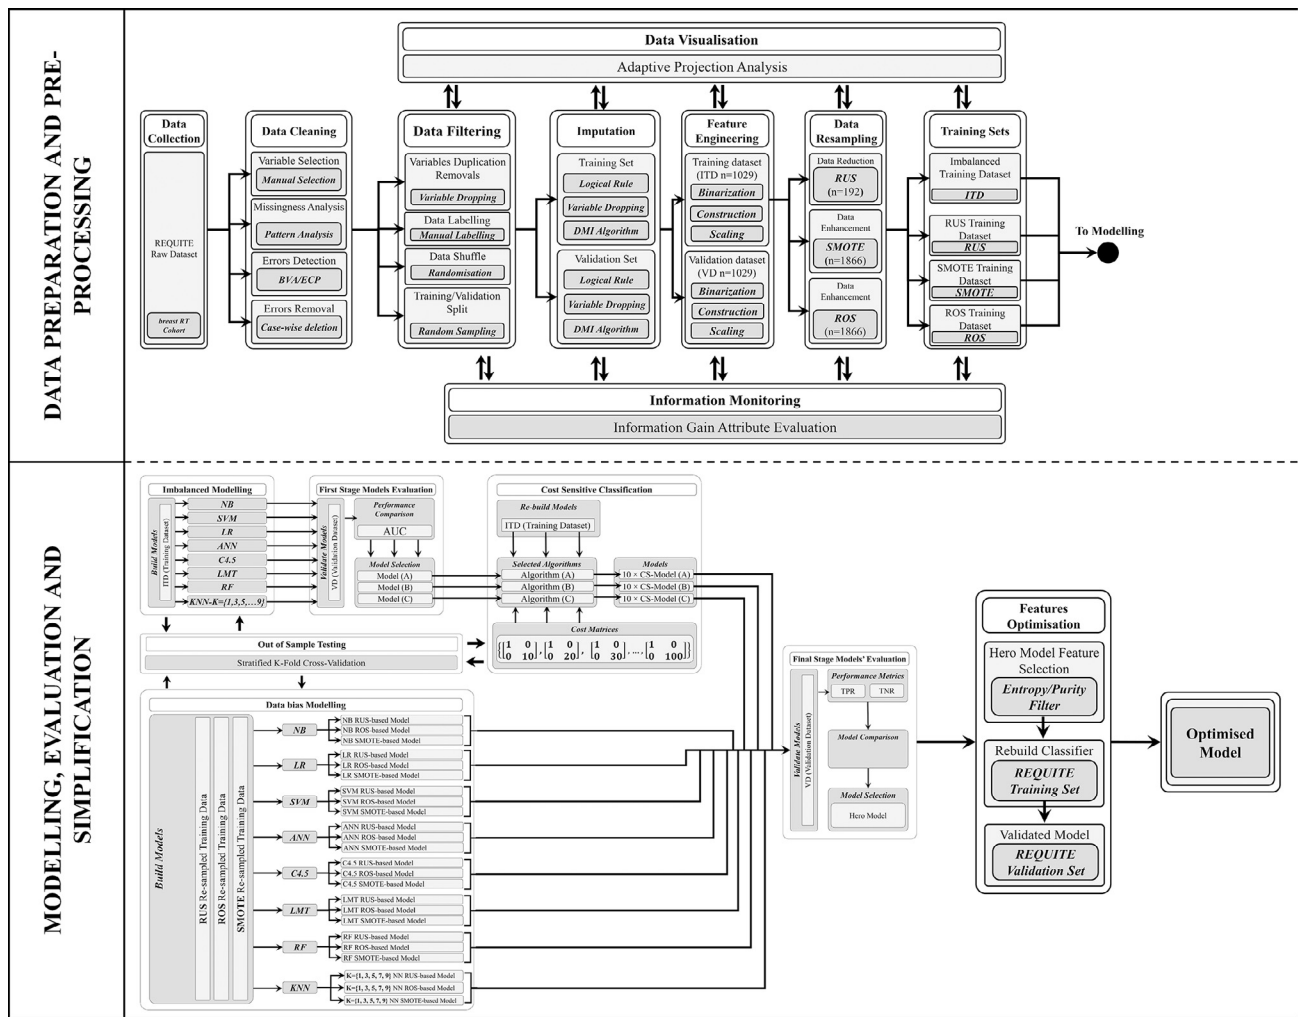 DATA PREPARATION AND PRE-
PROCESSING
Data Visualisation
Adaptive Projection Analysis
Data
Collection
REQUITE
Raw Dataset
breast RT
Cohort
Data Cleaning
Variable Selection
Manual Selection
Missingness Analysis
Pattern Analysis
Errors Detection
BVA/ECP
Errors Removal
Case-wise deletion
Data Filtering
Variables Duplication
Removals
Variable Dropping
Data Labelling
Manual Labelling
Data Shuffle
Randomisation
Training/Validation
Split
Random Sampling
Imputation
Training Set
Logical Rule
Variable Dropping
DMI Algorithm
Validation Set
Logical Rule
Variable Dropping
DMI Algorithm
Feature
Engineering
Training dataset
(ITD n=1029)
Binarization
Construction
Scaling
Validation dataset
(VD n=1029)
Binarization
Construction
Scaling
Data
Resampling
Data Reduction
RUS
(n=192)
Data
Enhancement
SMOTE
(n=1866)
Data
Enhancement
ROS
(n=1866)
Training Sets
Imbalanced
Training Dataset
ITD
RUS Training
Dataset
RUS
SMOTE Training
Dataset
SMOTE
ROS Training
Dataset
ROS
To Modelling
Information Monitoring
Information Gain Attribute Evaluation
MODELLING, EVALUATION AND
SIMPLIFICATION
Imbalanced Modelling
Build Models
ITD (Training Dataset)
NB
SVM
LR
ANN
C4.5
LMT
RF
KNN-K={1,3,5,…9}
First Stage Models Evaluation
Validate Models
VD (Validation Dataset)
Performance
Comparison
AUC
Model Selection
Model (A)
Model (B)
Model (C)
Cost Sensitive Classification
Re-build Models
ITD (Training Dataset)
Selected Algorithms
Algorithm (A)
Algorithm (B)
Algorithm (C)
Models
10 × CS-Model (A)
10 × CS-Model (B)
10 × CS-Model (C)
Cost Matrices
{[1 0],[1 0],[1 0],...,[1 0]}
0 10 0 20 0 30 0 100
Out of Sample Testing
Stratified K-Fold Cross-Validation
Data bias Modelling
Build Models
RUS Re-sampled Training Data
ROS Re-sampled Training Data
SMOTE Re-sampled Training Data
NB
NB RUS-based Model
NB ROS-based Model
NB SMOTE-based Model
LR
LR RUS-based Model
LR ROS-based Model
LR SMOTE-based Model
SVM
SVM RUS-based Model
SVM ROS-based Model
SVM SMOTE-based Model
ANN
ANN RUS-based Model
ANN ROS-based Model
ANN SMOTE-based Model
C4.5
C4.5 RUS-based Model
C4.5 ROS-based Model
C4.5 SMOTE-based Model
LMT
LMT RUS-based Model
LMT ROS-based Model
LMT SMOTE-based Model
RF
RF RUS-based Model
RF ROS-based Model
RF SMOTE-based Model
KNN
K={1, 3, 5, 7, 9} NN RUS-based Model
K={1, 3, 5, 7, 9} NN ROS-based Model
K={1, 3, 5, 7, 9} NN SMOTE-based Model
Final Stage Models' Evaluation
Validate Models
VD (Validation Dataset)
Performance Metrics
TPR
TNR
Model Comparison
Model Selection
Hero Model
Features
Optimisation
Hero Model Feature
Selection
Entropy/Purity
Filter
Rebuild Classifier
REQUITE
Training Set
Validated Model
REQUITE
Validation Set
Optimised
Model